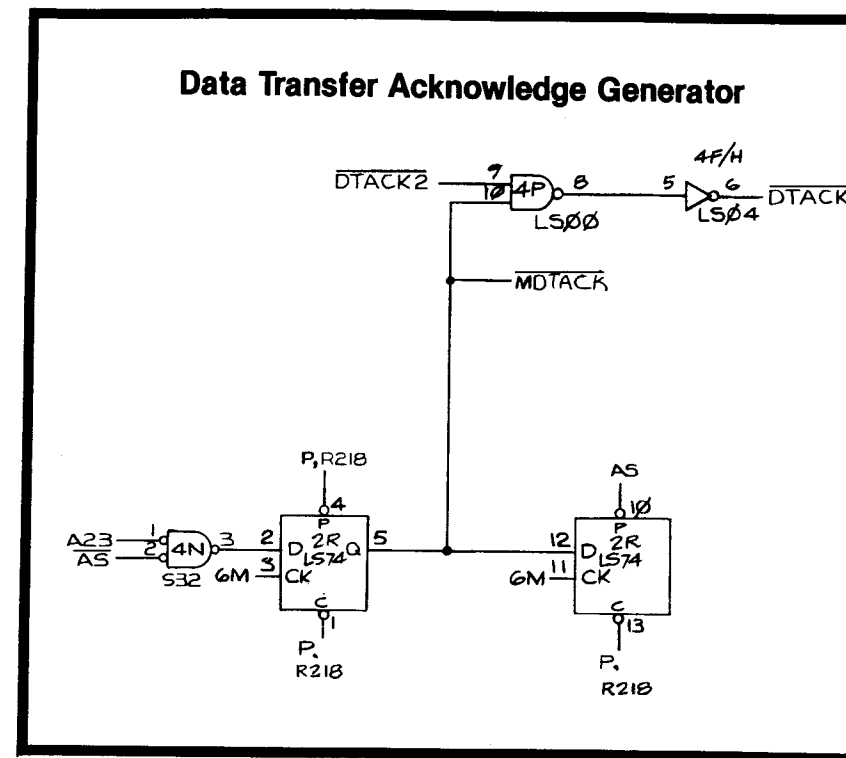 Data Transfer Acknowledge Generator
4F/H
DTACK2 9 8 5 6 DTACK
10 4P
LS00 LS04
MDTACK
P,R218 AS
4 10
P P
A23 1 3 2 D 2R Q 5 12 D 2R
AS 2 4N LS74 LS74
S32 6M 3 CK 6M 11 CK
C C
1 13
P, P,
R218 R218